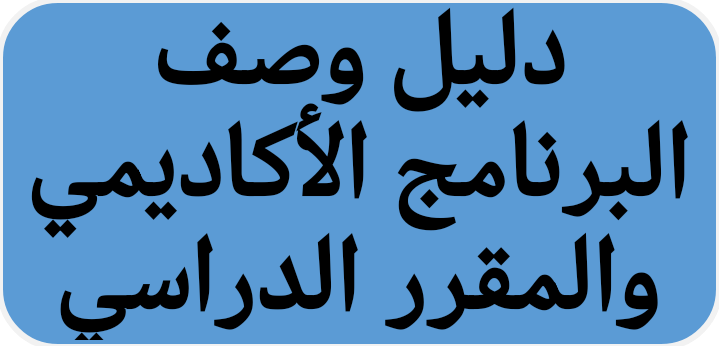 دليل وصف
البرنامج الأكاديمي
والمقرر الدراسي